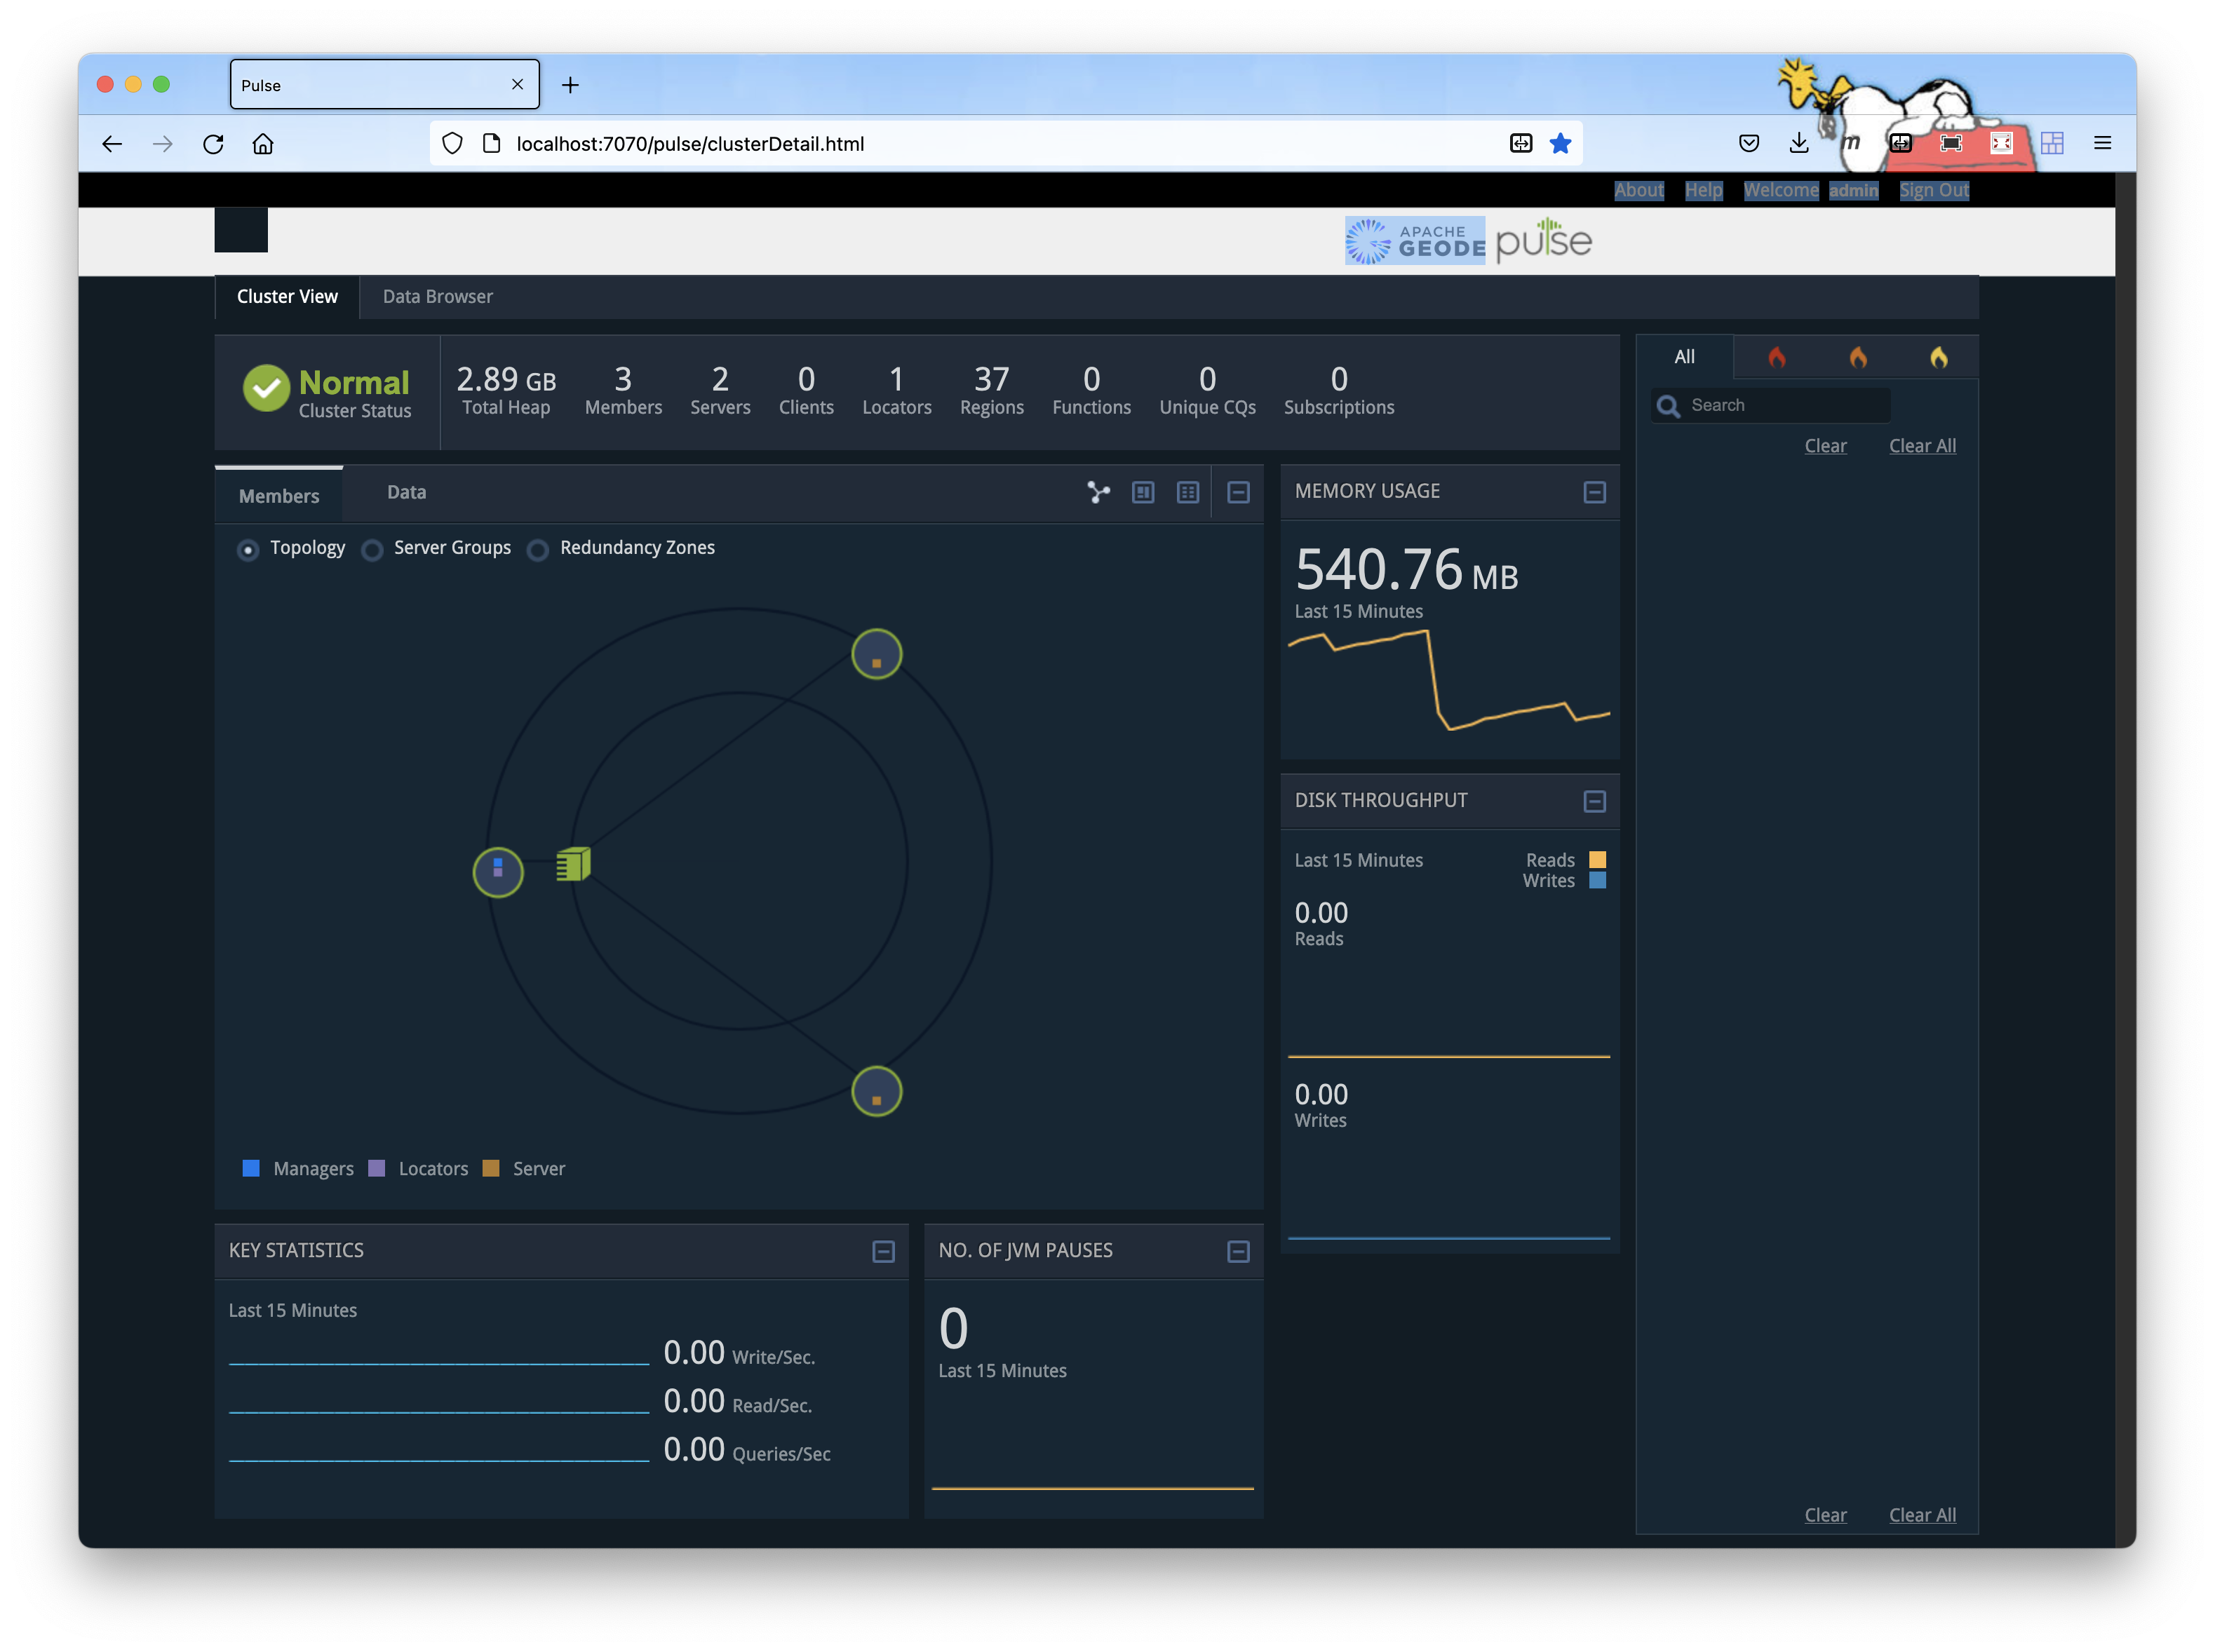 Pulse
localhost:7070/pulse/clusterDetail.html
m
About Help Welcome admin Sign Out
APACHE
GEODE
pulse
Cluster View Data Browser
Normal
Cluster Status
2.89 GB
Total Heap
3
Members
2
Servers
0
Clients
1
Locators
37
Regions
0
Functions
0
Unique CQs
0
Subscriptions
All
Search
Clear Clear All
Members Data
Topology Server Groups Redundancy Zones
Managers Locators Server
MEMORY USAGE
540.76 MB
Last 15 Minutes
DISK THROUGHPUT
Last 15 Minutes
Reads
Writes
0.00
Reads
0.00
Writes
KEY STATISTICS
Last 15 Minutes
0.00 Write/Sec.
0.00 Read/Sec.
0.00 Queries/Sec
NO. OF JVM PAUSES
0
Last 15 Minutes
Clear Clear All